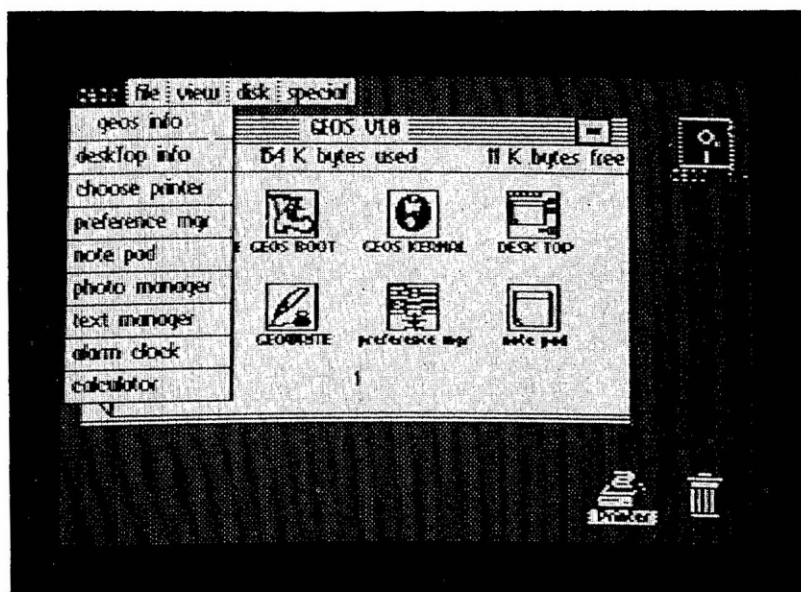 geos file view disk special
geos info
deskTop info
choose printer
preference mgr
note pad
photo manager
text manager
alarm clock
calculator
GEOS V1.0
154 K bytes used 11 K bytes free
GEOS BOOT GEOS KERNAL DESK TOP
GEOWRITE preference mgr note pad
1
Printer